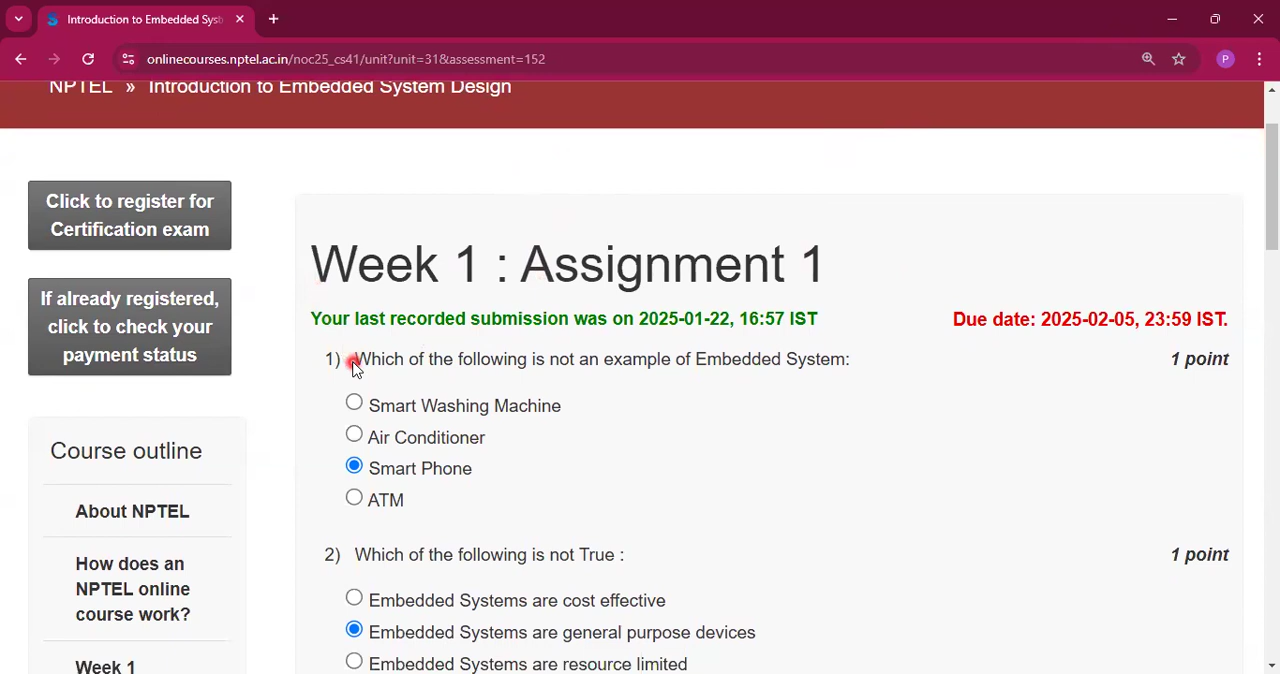 Introduction to Embedded Syst
onlinecourses.nptel.ac.in/noc25_cs41/unit?unit=31&assessment=152
P
NPTEL » Introduction to Embedded System Design
Click to register for
Certification exam
If already registered,
click to check your
payment status
Course outline
About NPTEL
How does an
NPTEL online
course work?
Week 1
Week 1 : Assignment 1
Your last recorded submission was on 2025-01-22, 16:57 IST
Due date: 2025-02-05, 23:59 IST.
1) Which of the following is not an example of Embedded System:
1 point
Smart Washing Machine
Air Conditioner
Smart Phone
ATM
2) Which of the following is not True :
1 point
Embedded Systems are cost effective
Embedded Systems are general purpose devices
Embedded Systems are resource limited